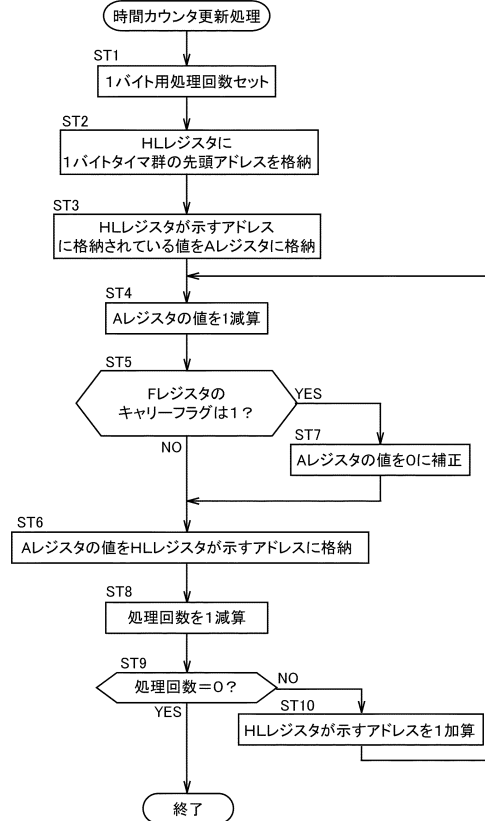 時間カウンタ更新処理
ST1
1バイト用処理回数セット
ST2
HLレジスタに
1バイトタイマ群の先頭アドレスを格納
ST3
HLレジスタが示すアドレス
に格納されている値をAレジスタに格納
ST4
Aレジスタの値を1減算
ST5
Fレジスタの
キャリーフラグは1？
YES
NO
ST7
Aレジスタの値を0に補正
ST6
Aレジスタの値をHLレジスタが示すアドレスに格納
ST8
処理回数を1減算
ST9
処理回数＝0？
NO
YES
ST10
HLレジスタが示すアドレスを1加算
終了